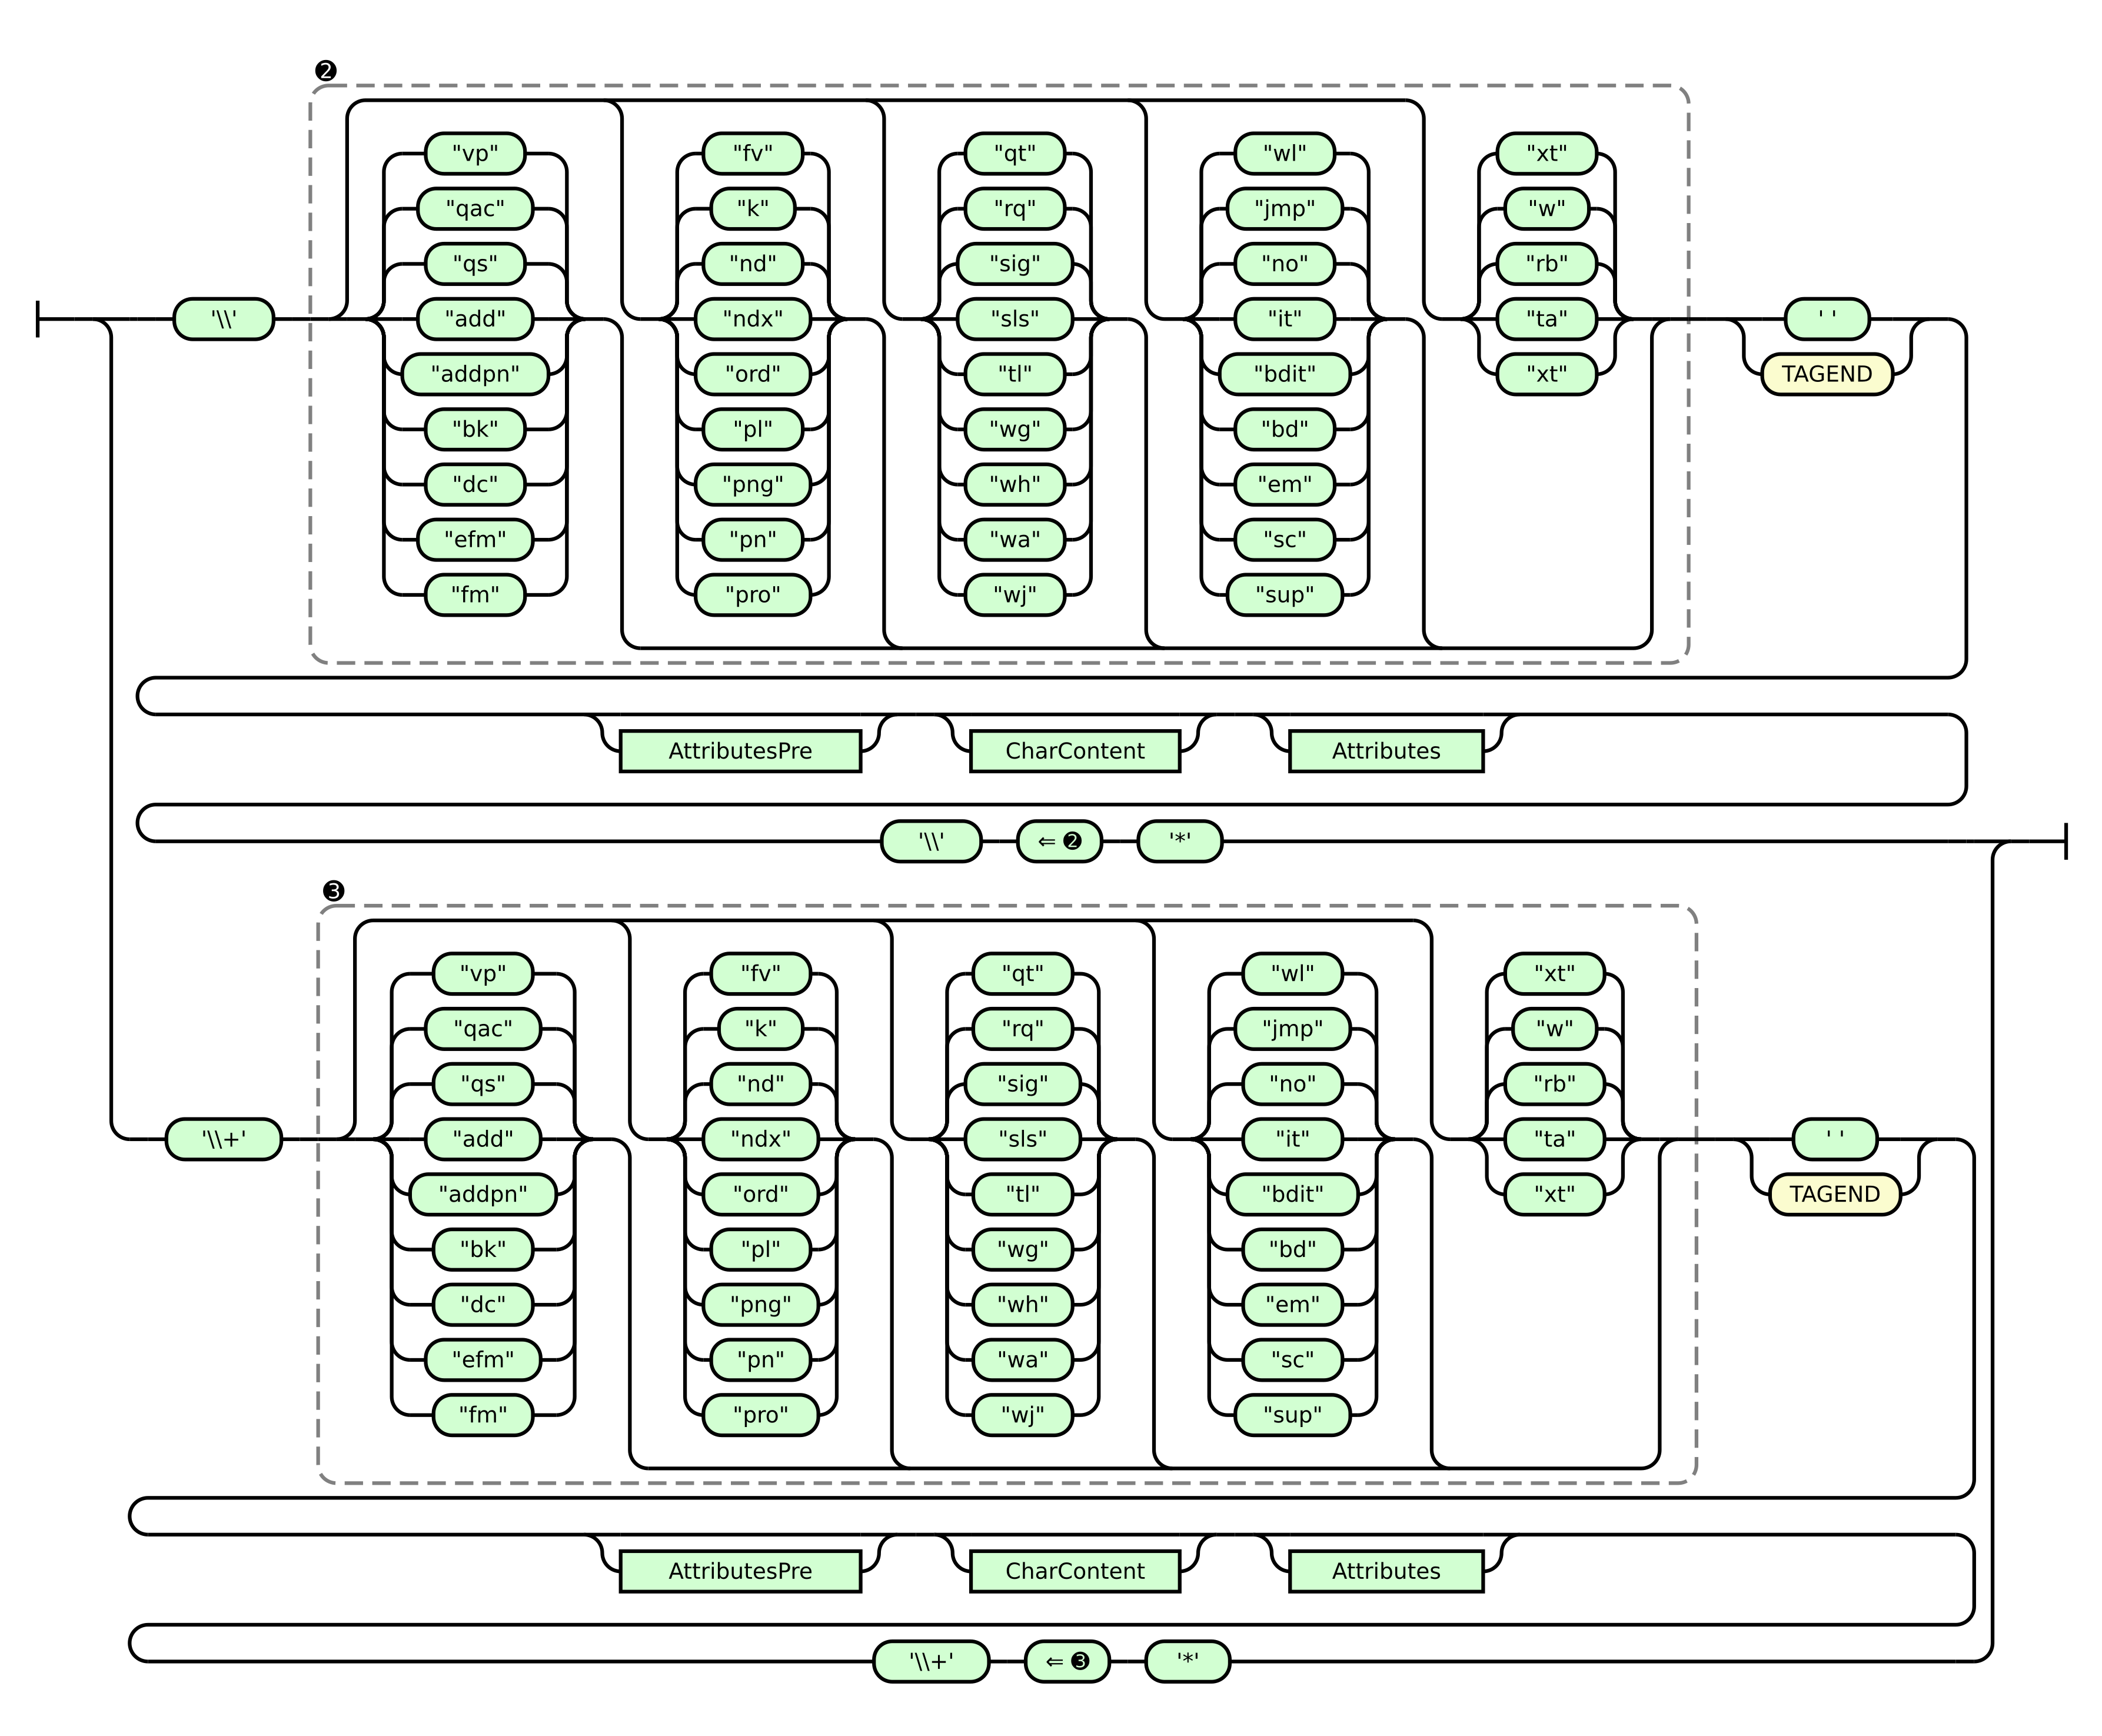 ❷
"vp" "fv" "qt" "wl" "xt"
"qac" "k" "rq" "jmp" "w"
"qs" "nd" "sig" "no" "rb"
'\\' "add" "ndx" "sls" "it" "ta" ' '
"addpn" "ord" "tl" "bdit" "xt" TAGEND
"bk" "pl" "wg" "bd"
"dc" "png" "wh" "em"
"efm" "pn" "wa" "sc"
"fm" "pro" "wj" "sup"
AttributesPre CharContent Attributes
'\\' ⇐ ❷ '*'
❸
"vp" "fv" "qt" "wl" "xt"
"qac" "k" "rq" "jmp" "w"
"qs" "nd" "sig" "no" "rb"
'\\+' "add" "ndx" "sls" "it" "ta" ' '
"addpn" "ord" "tl" "bdit" "xt" TAGEND
"bk" "pl" "wg" "bd"
"dc" "png" "wh" "em"
"efm" "pn" "wa" "sc"
"fm" "pro" "wj" "sup"
AttributesPre CharContent Attributes
'\\+' ⇐ ❸ '*'